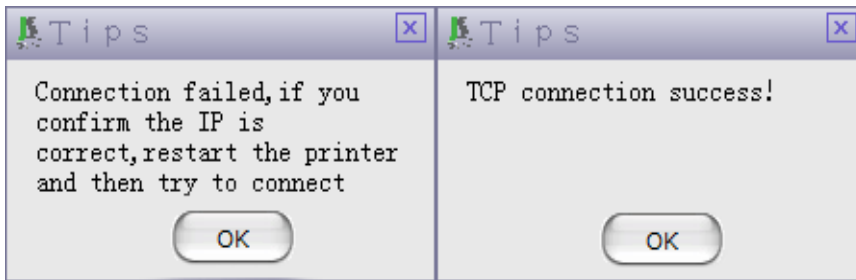 Tips
Connection failed,if you
confirm the IP is
correct,restart the printer
and then try to connect
OK
Tips
TCP connection success!
OK